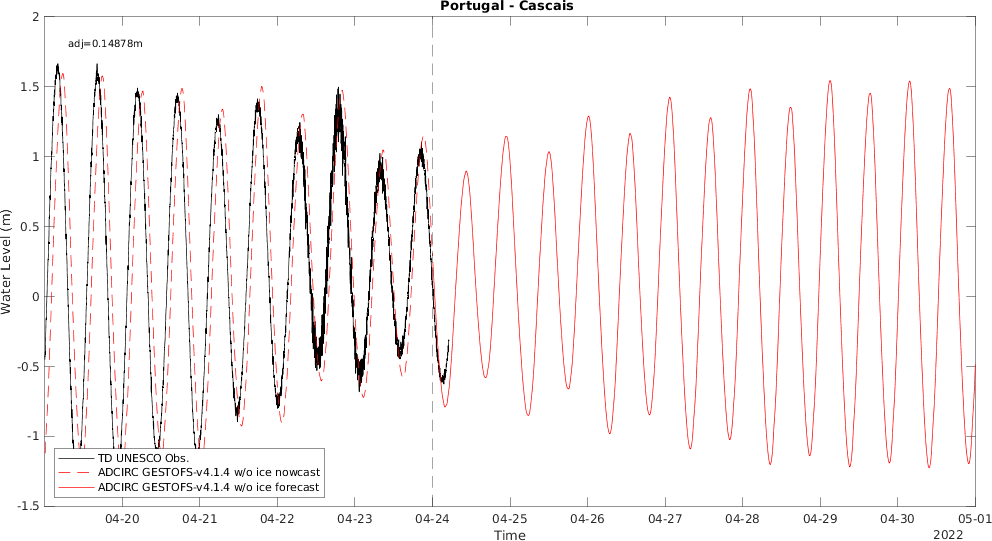 Portugal - Cascais
adj=0.14878m
Water Level (m)
2
1.5
1
0.5
0
-0.5
-1
-1.5
TD UNESCO Obs.
ADCIRC GESTOFS-v4.1.4 w/o ice nowcast
ADCIRC GESTOFS-v4.1.4 w/o ice forecast
04-20 04-21 04-22 04-23 04-24 04-25 04-26 04-27 04-28 04-29 04-30 05-01
Time
2022